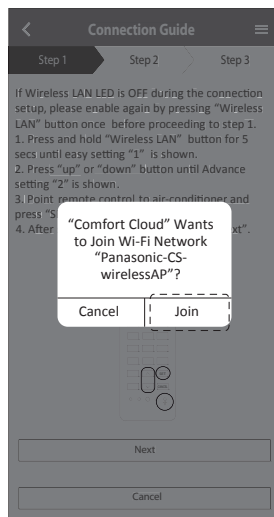 Connection Guide
Step 1
Step 2
Step 3
If Wireless LAN LED is OFF during the connection
setup, please enable again by pressing "Wireless
LAN" button once before proceeding to step 1.
1. Press and hold "Wireless LAN" button for 5
secs until easy setting "1" is shown.
2. Press "up" or "down" button until Advance
setting "2" is shown.
3. Point remote control to air-conditioner and
press "S
4. After
xt".
"Comfort Cloud" Wants
to Join Wi-Fi Network
"Panasonic-CS-
wirelessAP"?
Cancel
Join
Next
Cancel